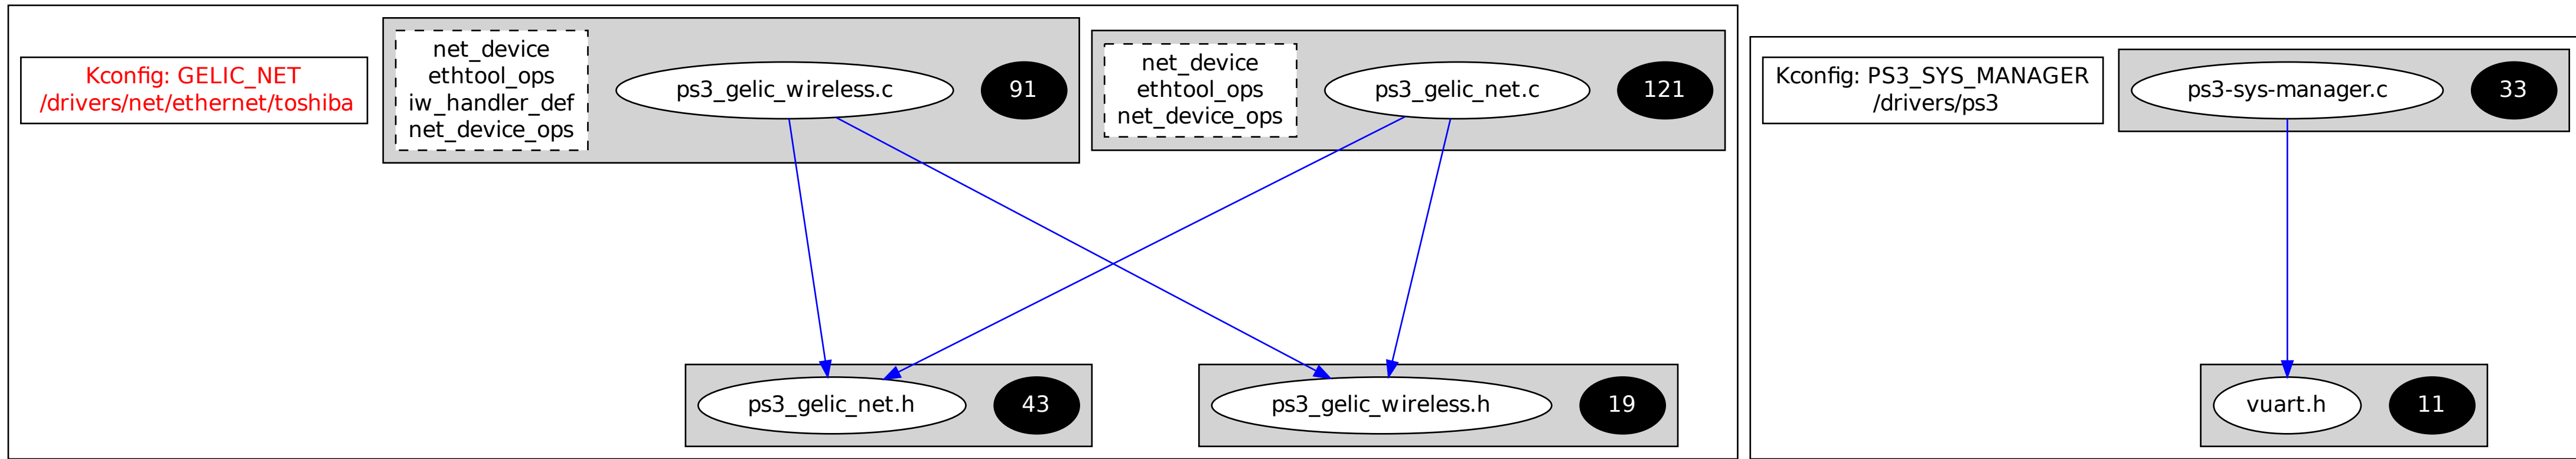 Kconfig: GELIC_NET
/drivers/net/ethernet/toshiba
net_device
ethtool_ops
iw_handler_def
net_device_ops
ps3_gelic_wireless.c
91
net_device
ethtool_ops
net_device_ops
ps3_gelic_net.c
121
ps3_gelic_net.h
43
ps3_gelic_wireless.h
19
Kconfig: PS3_SYS_MANAGER
/drivers/ps3
ps3-sys-manager.c
33
vuart.h
11